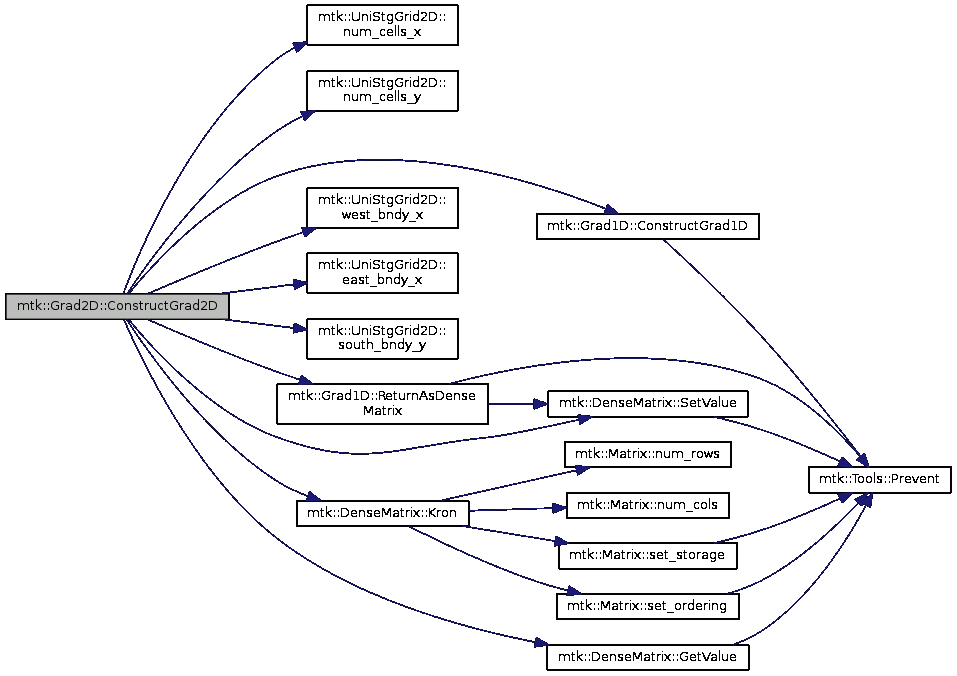 mtk::UniStgGrid2D::
num_cells_x
mtk::UniStgGrid2D::
num_cells_y
mtk::UniStgGrid2D::
west_bndy_x
mtk::Grad1D::ConstructGrad1D
mtk::UniStgGrid2D::
east_bndy_x
mtk::Grad2D::ConstructGrad2D
mtk::UniStgGrid2D::
south_bndy_y
mtk::Grad1D::ReturnAsDense
Matrix
mtk::DenseMatrix::SetValue
mtk::Matrix::num_rows
mtk::Tools::Prevent
mtk::DenseMatrix::Kron
mtk::Matrix::num_cols
mtk::Matrix::set_storage
mtk::Matrix::set_ordering
mtk::DenseMatrix::GetValue